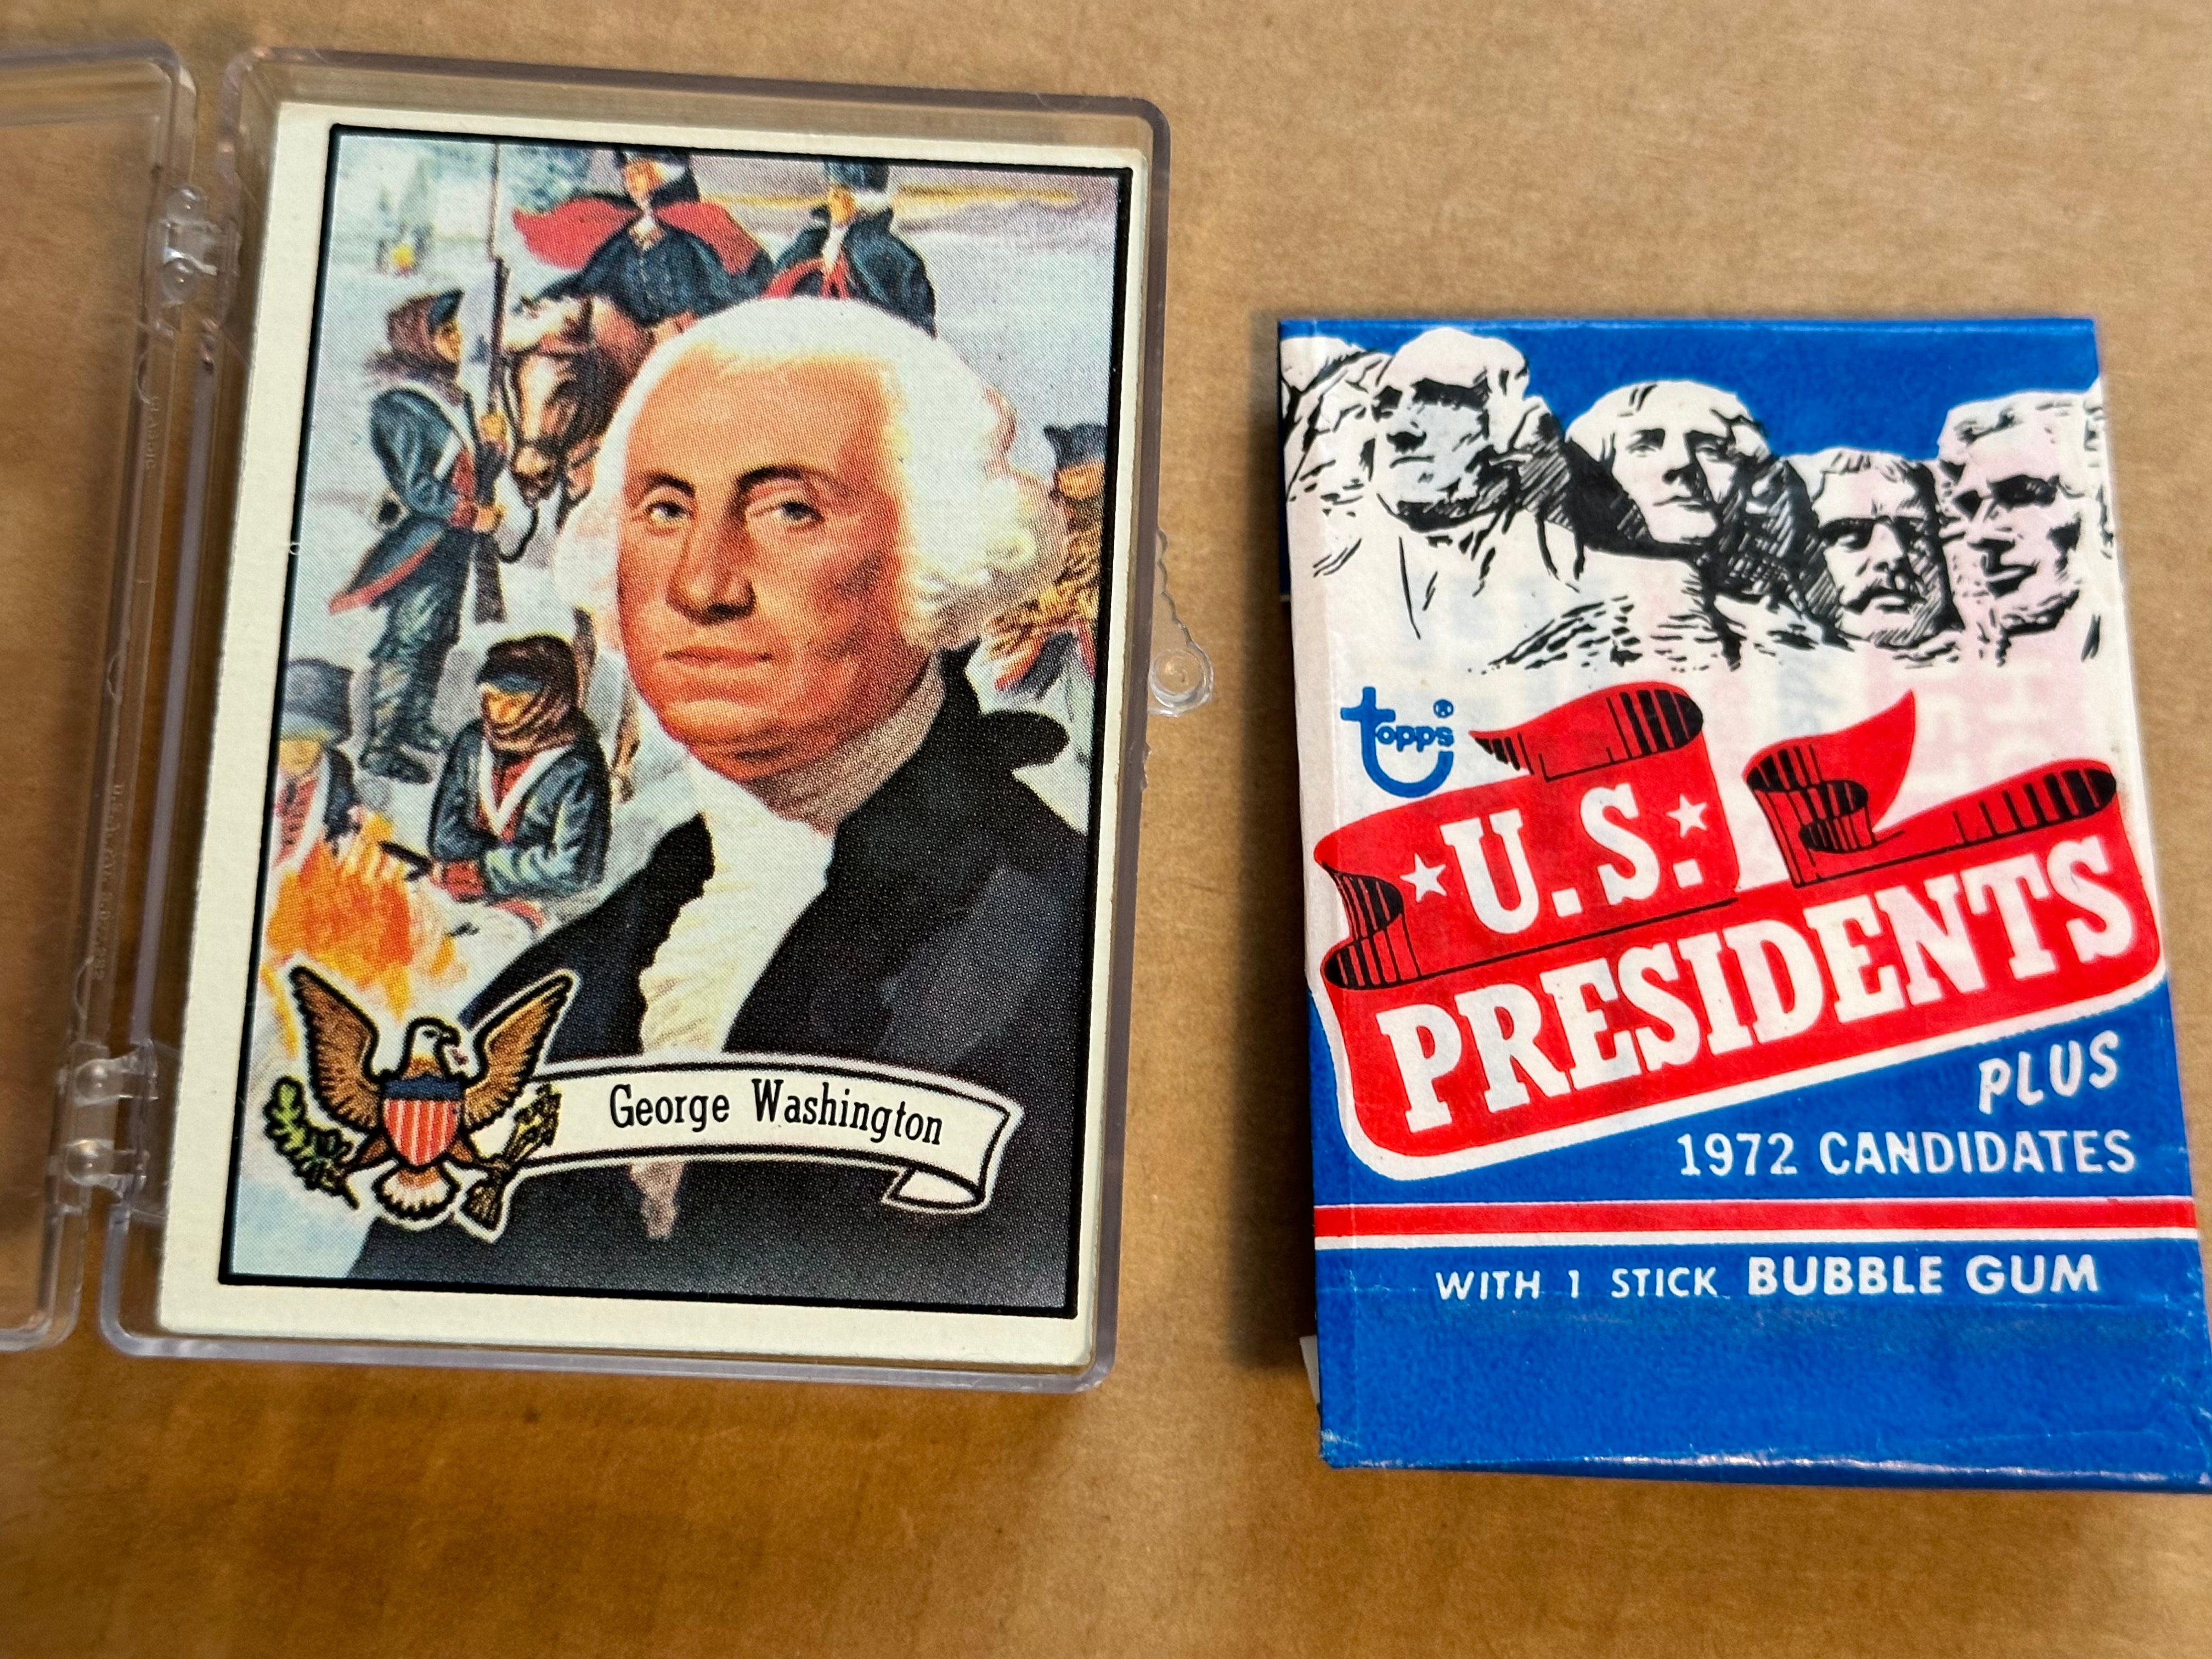 George Washington
topps®
U.S.
PRESIDENTS
PLUS
1972 CANDIDATES
WITH 1 STICK BUBBLE GUM